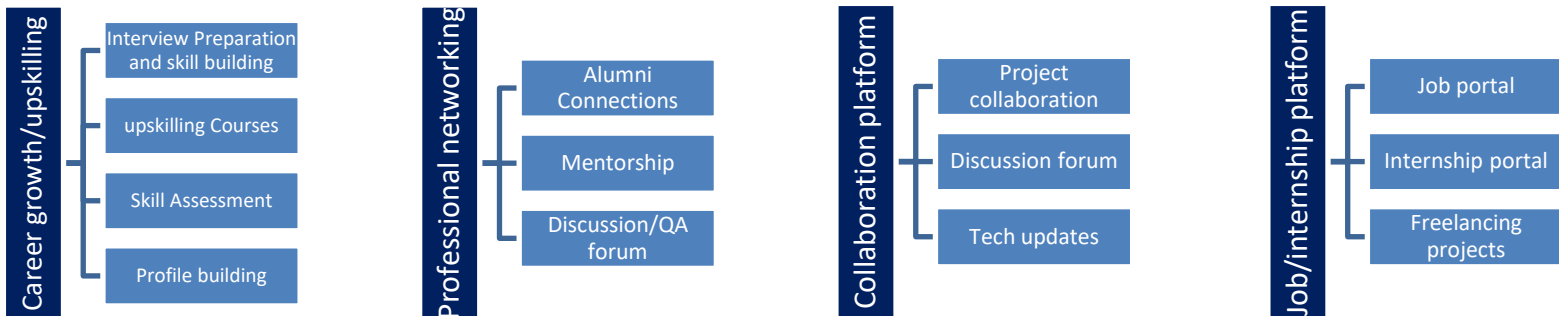 Career growth/upskilling
Interview Preparation
and skill building
upskilling Courses
Skill Assessment
Profile building
Professional networking
Alumni
Connections
Mentorship
Discussion/QA
forum
Collaboration platform
Project
collaboration
Discussion forum
Tech updates
Job/internship platform
Job portal
Internship portal
Freelancing
projects